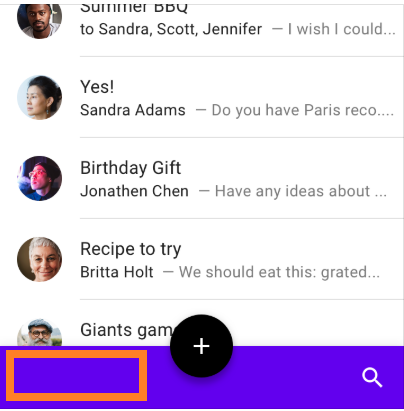 Summer BBQ
to Sandra, Scott, Jennifer — I wish I could...
Yes!
Sandra Adams — Do you have Paris reco....
Birthday Gift
Jonathen Chen — Have any ideas about ...
Recipe to try
Britta Holt — We should eat this: grated...
Giants gam
+